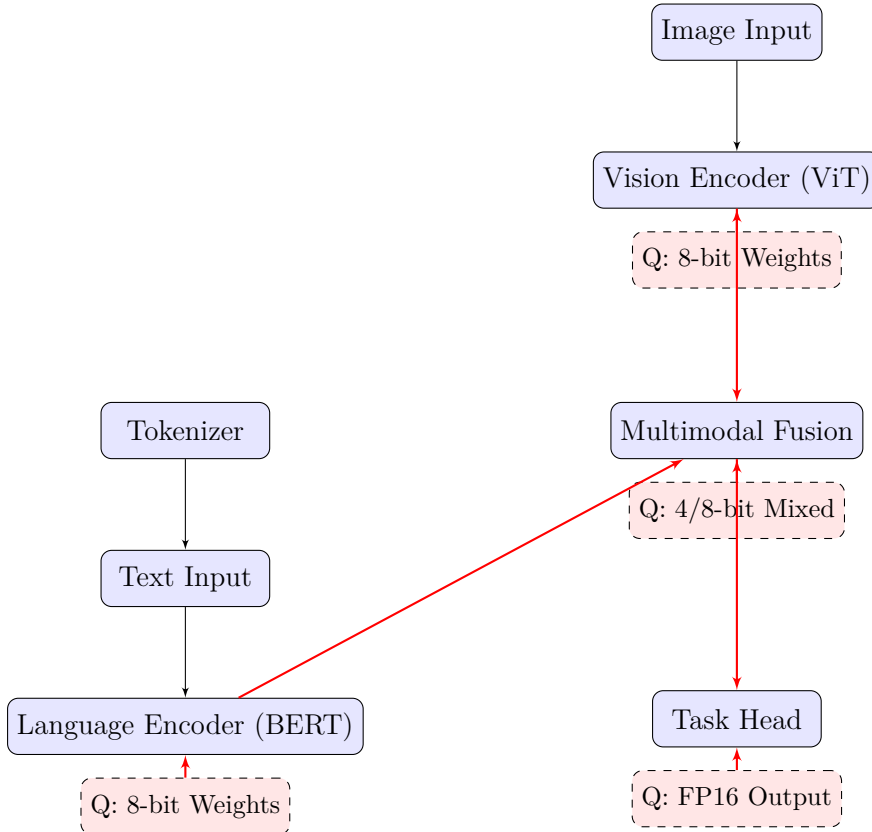 Image Input
Vision Encoder (ViT)
Q: 8-bit Weights
Tokenizer
Multimodal Fusion
Q: 4/8-bit Mixed
Text Input
Language Encoder (BERT)
Task Head
Q: 8-bit Weights
Q: FP16 Output